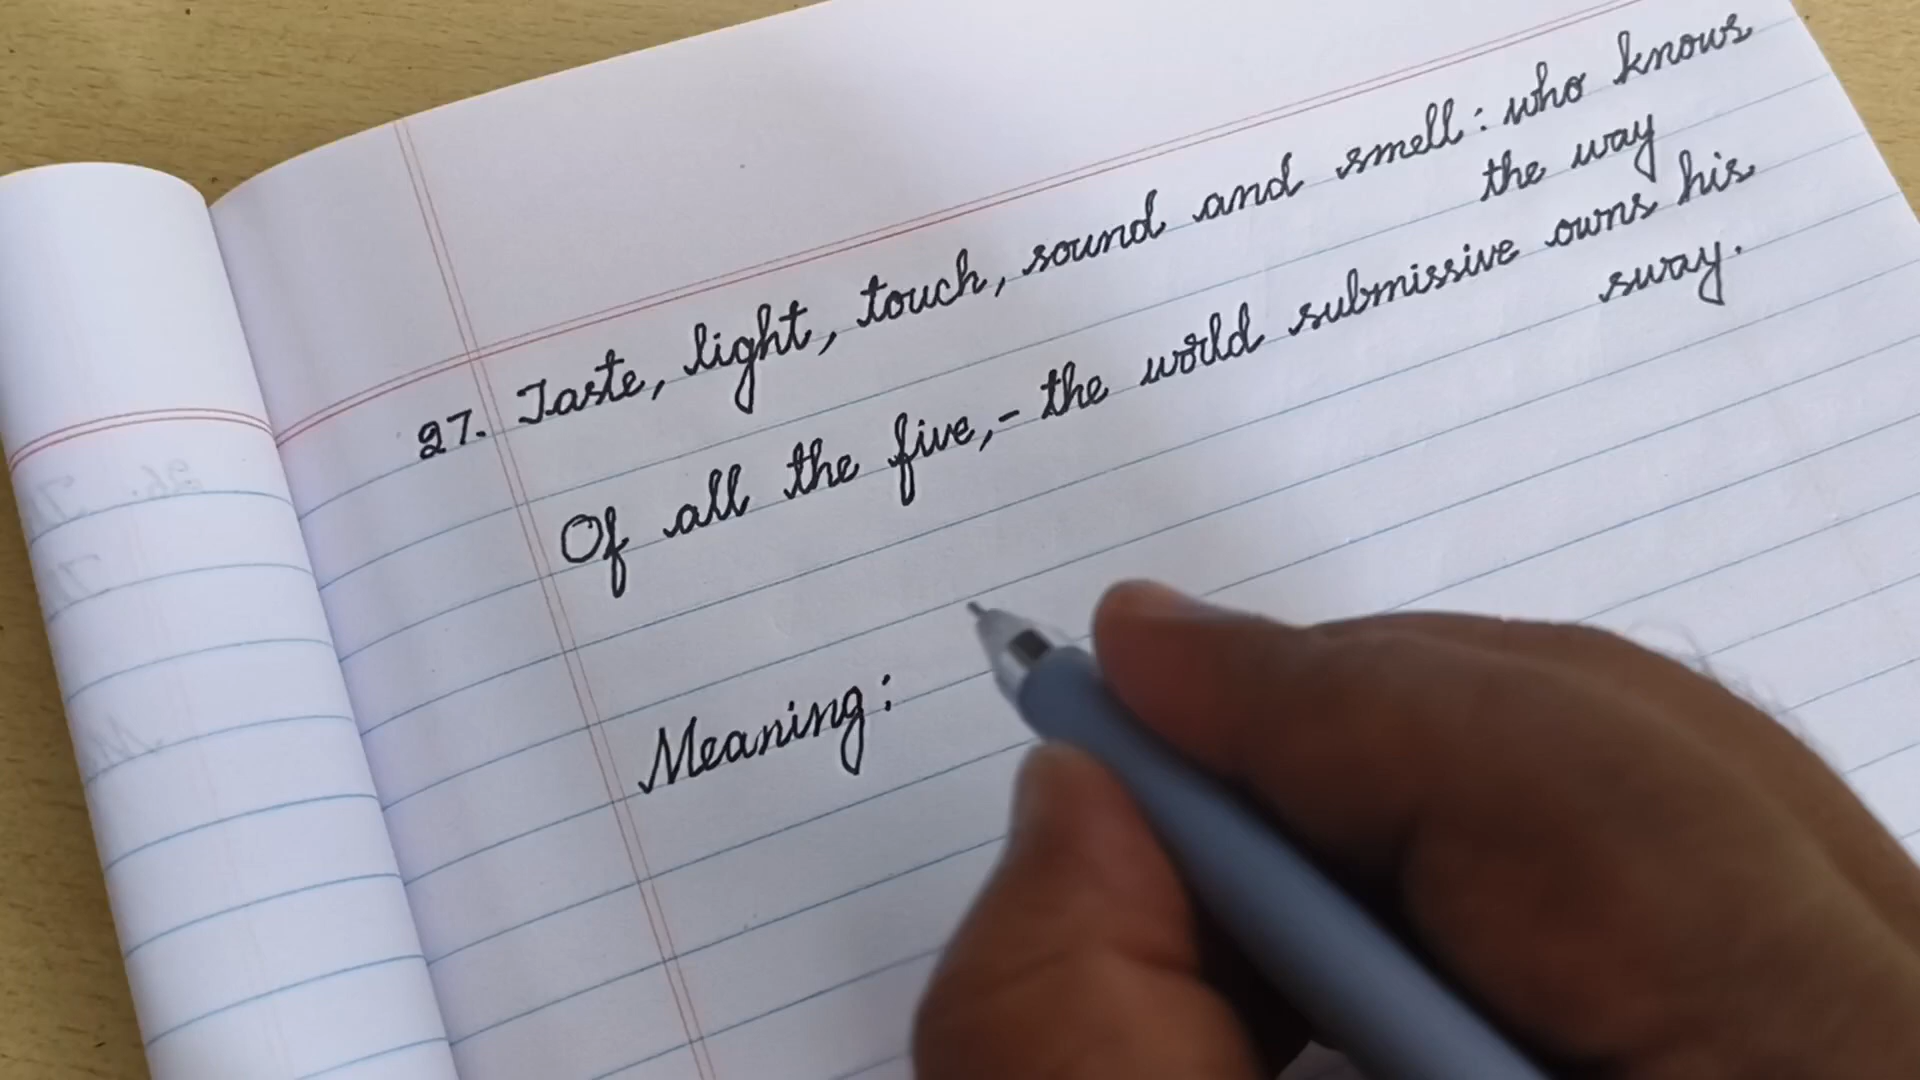 27. Taste, light, touch, sound and smell: who knows
the way
Of all the five,- the world submissive owns his
sway.
Meaning: